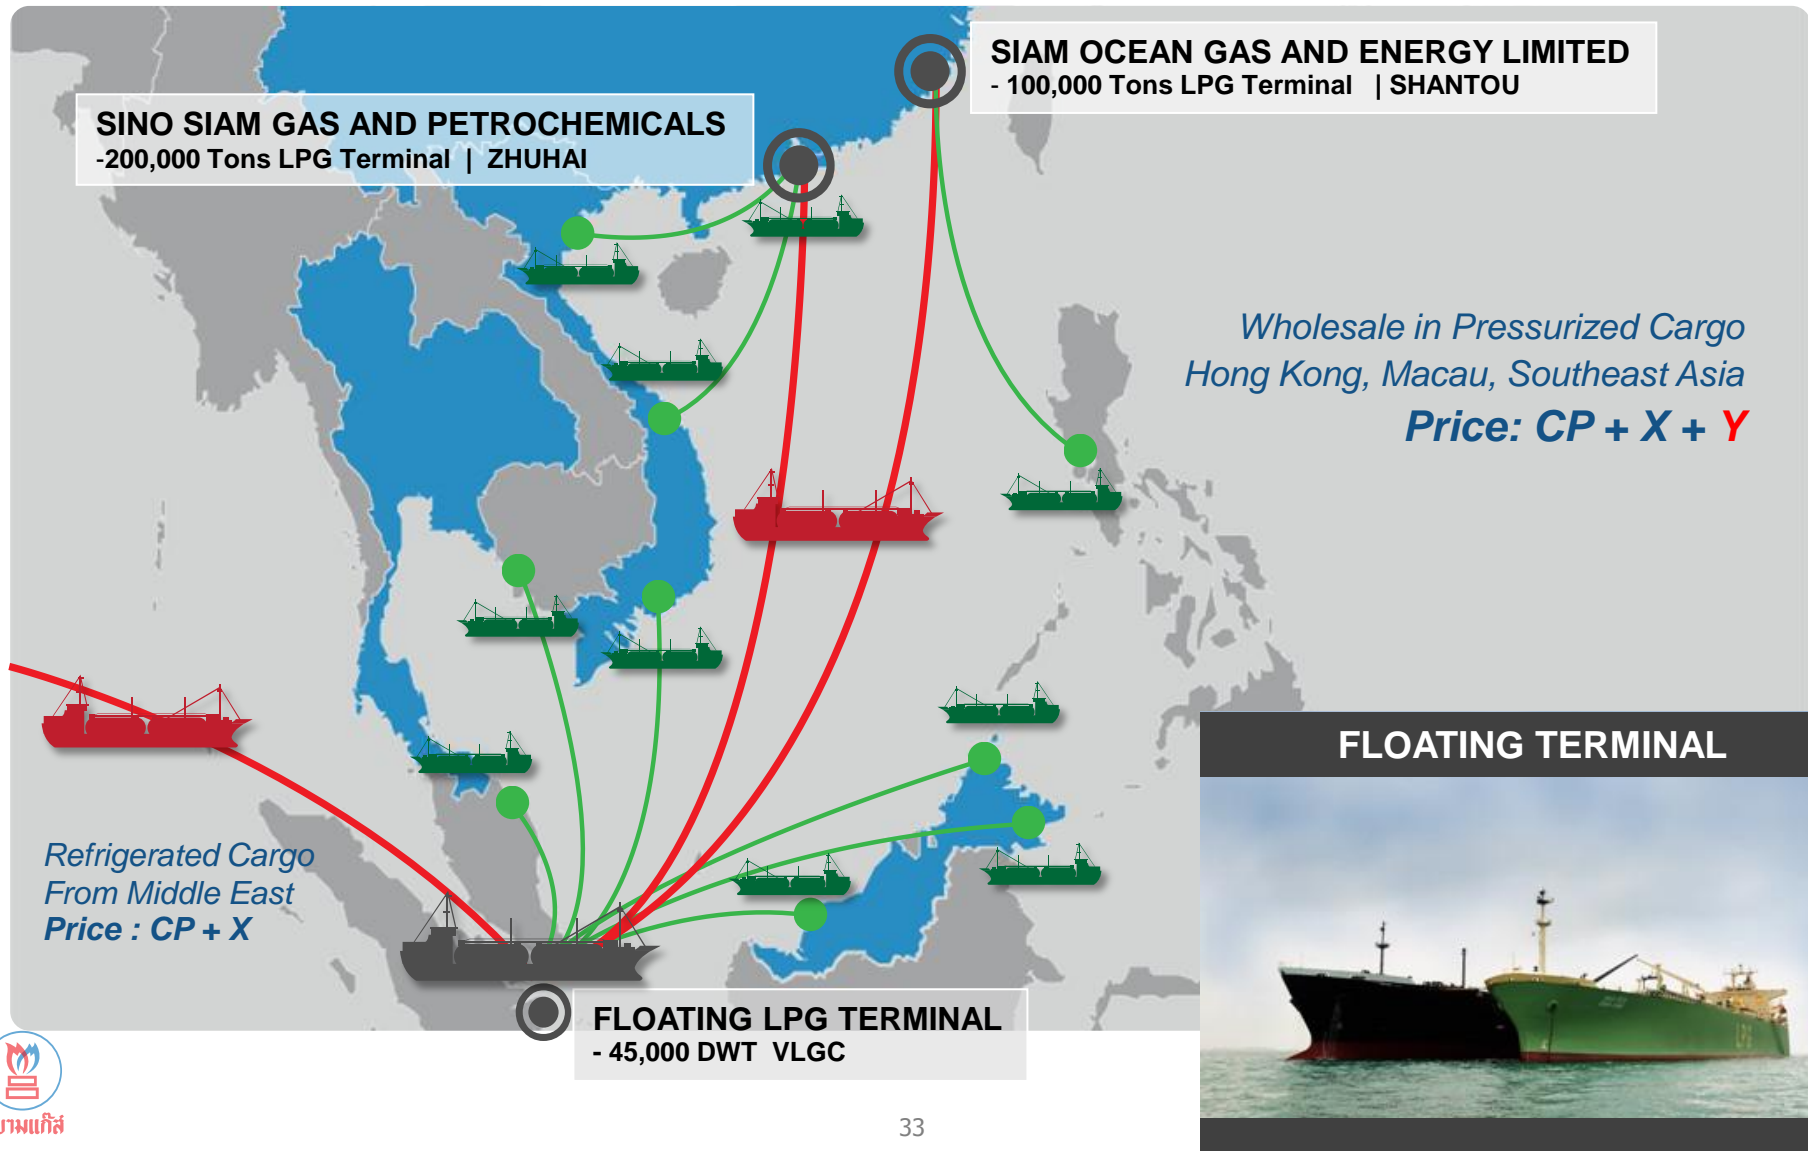 SIAM OCEAN GAS AND ENERGY LIMITED
- 100,000 Tons LPG Terminal | SHANTOU
SINO SIAM GAS AND PETROCHEMICALS
-200,000 Tons LPG Terminal | ZHUHAI
Wholesale in Pressurized Cargo
Hong Kong, Macau, Southeast Asia
Price: CP + X + Y
FLOATING TERMINAL
Refrigerated Cargo
From Middle East
Price : CP + X
FLOATING LPG TERMINAL
- 45,000 DWT VLGC
33